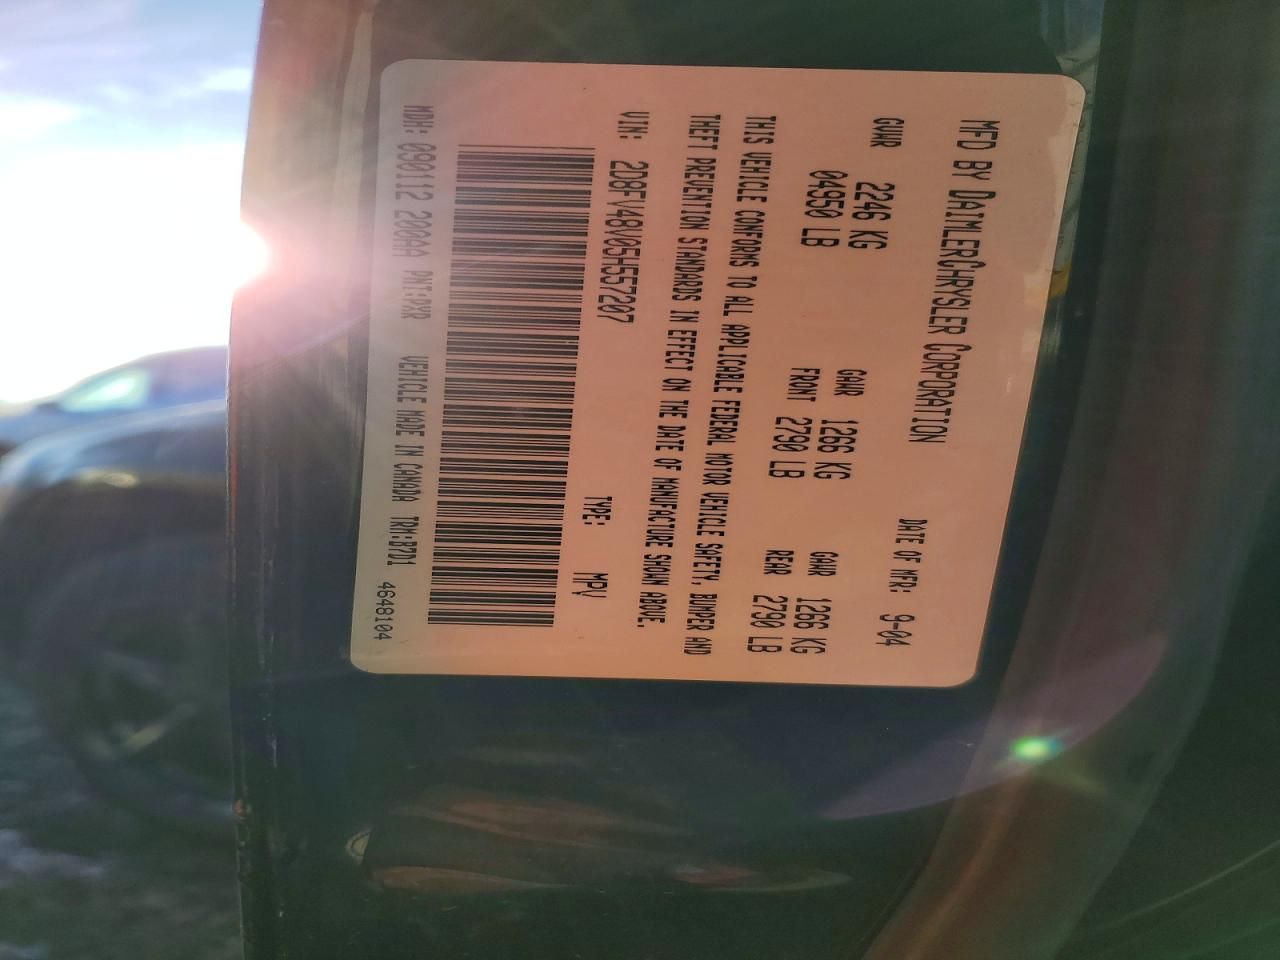 MFD BY DAIMLERCHRYSLER CORPORATION
DATE OF MFR: 9-04
GVWR 2246 KG
04950 LB
GAWR 1266 KG
FRONT 2790 LB
GAWR 1266 KG
REAR 2790 LB
THIS VEHICLE CONFORMS TO ALL APPLICABLE FEDERAL MOTOR VEHICLE SAFETY, BUMPER AND
THEFT PREVENTION STANDARDS IN EFFECT ON THE DATE OF MANUFACTURE SHOWN ABOVE.
VIN: 2D8FV48V05H557207 TYPE: MPV
MDH: 090112 200AA PNT:PXR VEHICLE MADE IN CANADA TRM:B7D1
4648104